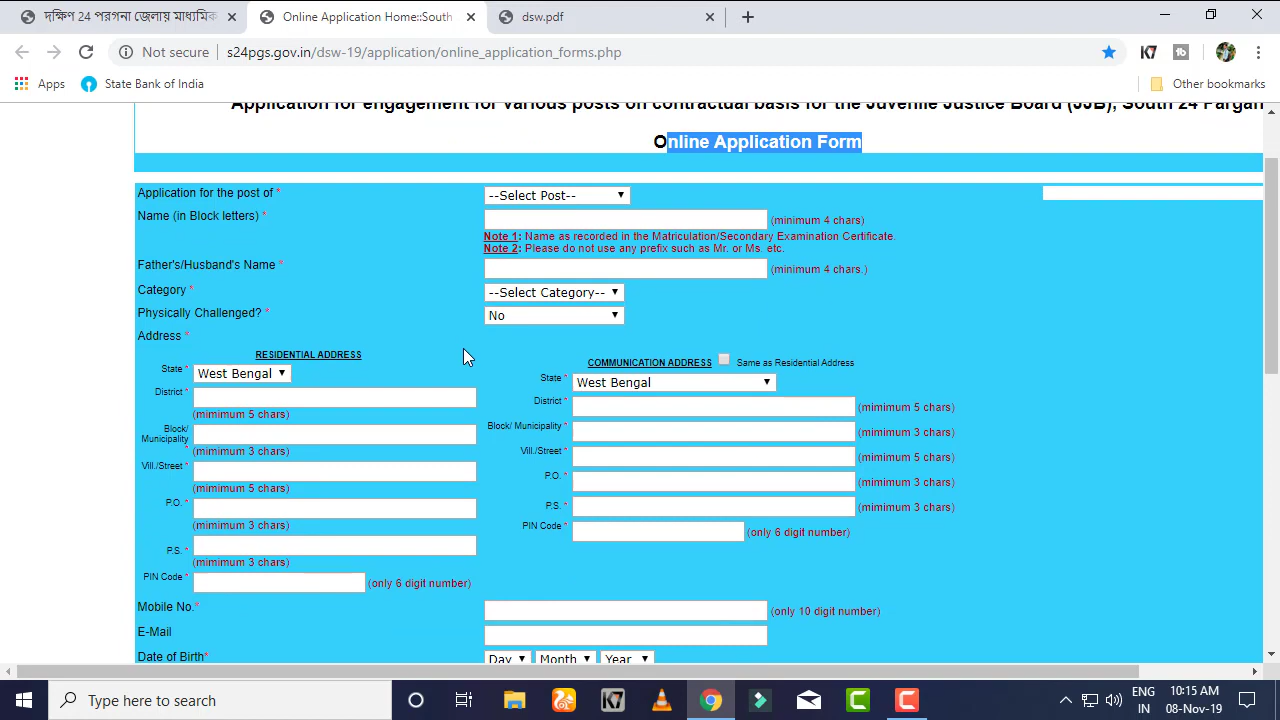 দক্ষিণ 24 পরগনা জেলায় মাধ্যমিক
Online Application Home::South
dsw.pdf
Not secure
s24pgs.gov.in/dsw-19/application/online_application_forms.php
Apps
State Bank of India
Other bookmarks
Application for engagement for various posts on contractual basis for the Juvenile Justice Board (JJB), South 24 Pargan
Online Application Form
Application for the post of *
--Select Post--
Name (in Block letters) *
(minimum 4 chars)
Note 1: Name as recorded in the Matriculation/Secondary Examination Certificate.
Note 2: Please do not use any prefix such as Mr. or Ms. etc.
Father's/Husband's Name *
(minimum 4 chars.)
Category *
--Select Category--
Physically Challenged? *
No
Address *
RESIDENTIAL ADDRESS
State *
West Bengal
District *
(mimimum 5 chars)
Block/ Municipality *
(mimimum 3 chars)
Vill./Street *
(mimimum 5 chars)
P.O. *
(mimimum 3 chars)
P.S. *
(mimimum 3 chars)
PIN Code *
(only 6 digit number)
COMMUNICATION ADDRESS
Same as Residential Address
State *
West Bengal
District *
(mimimum 5 chars)
Block/ Municipality *
(mimimum 3 chars)
Vill./Street *
(mimimum 5 chars)
P.O. *
(mimimum 3 chars)
P.S. *
(mimimum 3 chars)
PIN Code *
(only 6 digit number)
Mobile No.*
(only 10 digit number)
E-Mail
Date of Birth*
Day
Month
Year
Type here to search
K7
ENG
IN
10:15 AM
08-Nov-19